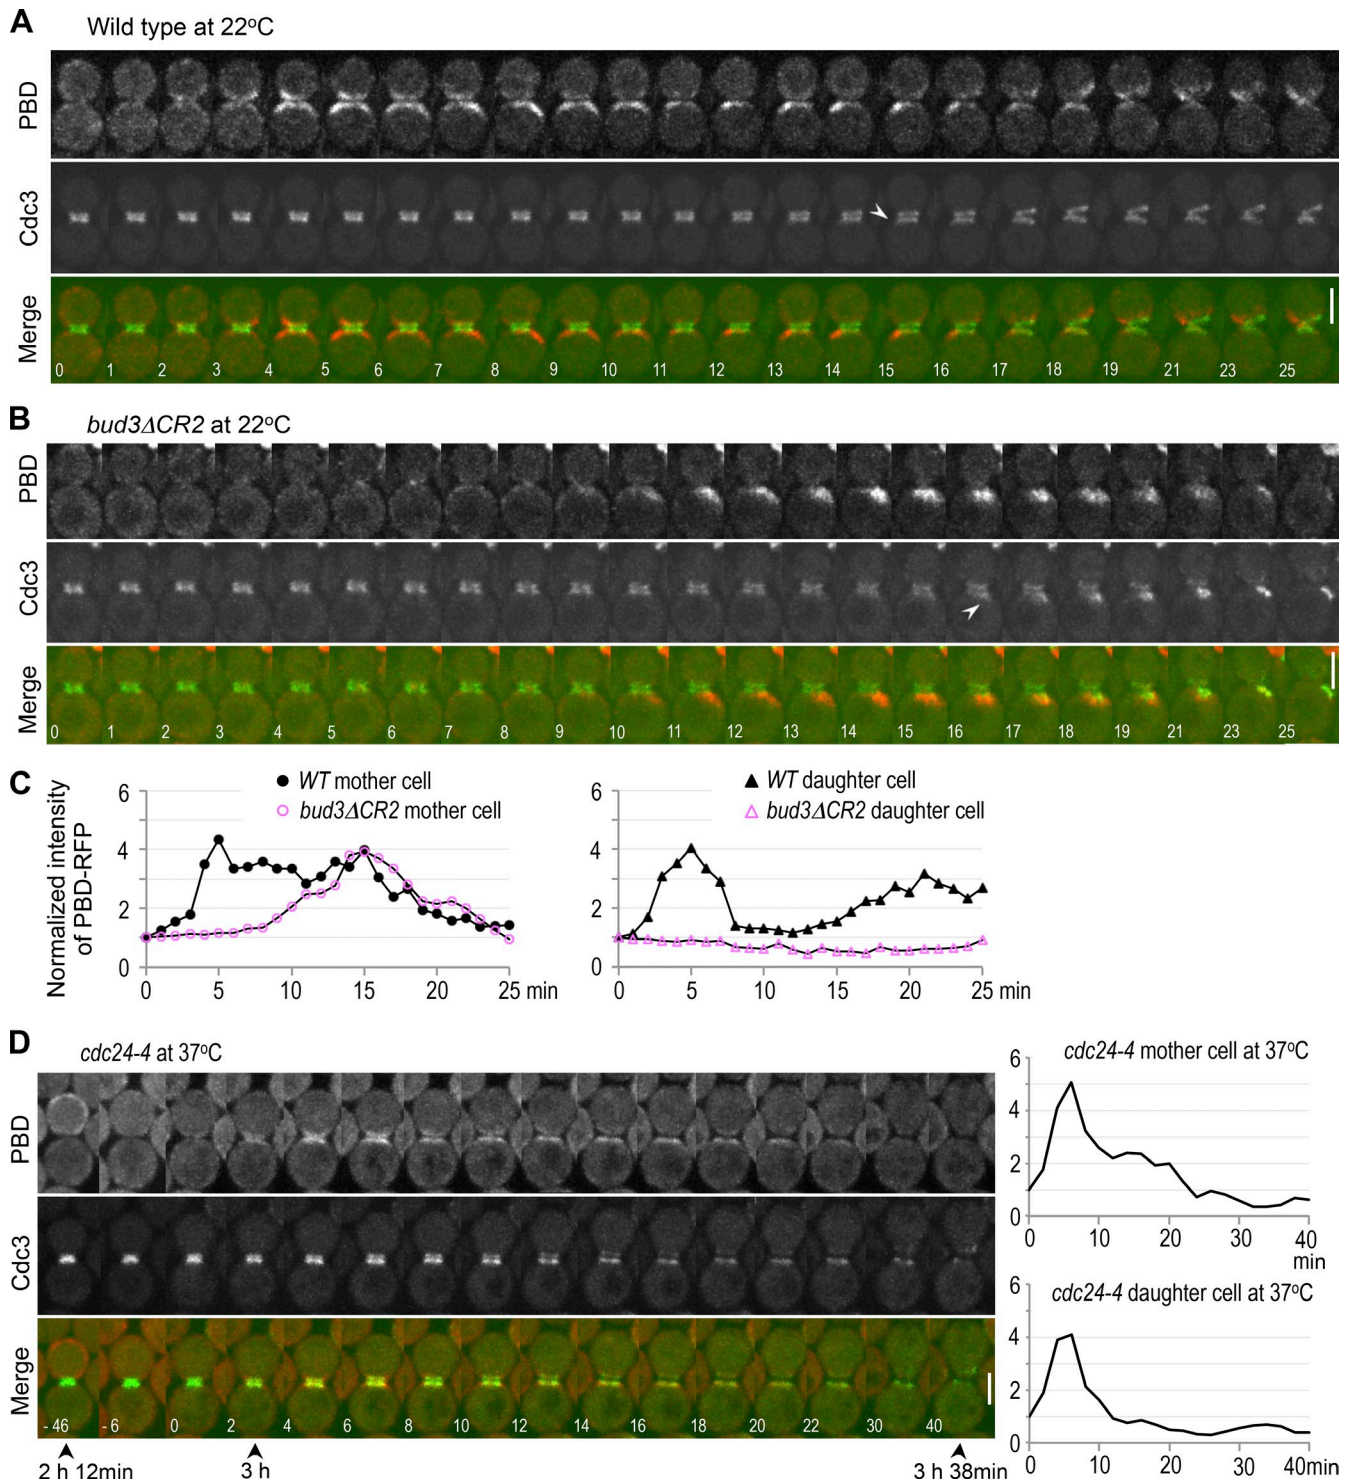 A
Wild type at 22°C
PBD
Cdc3
Merge
0 1 2 3 4 5 6 7 8 9 10 11 12 13 14 15 16 17 18 19 21 23 25
B
bud3ΔCR2 at 22°C
PBD
Cdc3
Merge
0 1 2 3 4 5 6 7 8 9 10 11 12 13 14 15 16 17 18 19 21 23 25
C
Normalized intensity
of PBD-RFP
WT mother cell
bud3ΔCR2 mother cell
6
4
2
0
0 5 10 15 20 25 min
WT daughter cell
bud3ΔCR2 daughter cell
6
4
2
0
0 5 10 15 20 25 min
D
cdc24-4 at 37°C
PBD
Cdc3
Merge
- 46 - 6 0 2 4 6 8 10 12 14 16 18 20 22 30 40
2 h 12min 3 h 3 h 38min
cdc24-4 mother cell at 37°C
6
4
2
0
0 10 20 30 40
min
cdc24-4 daughter cell at 37°C
6
4
2
0
0 10 20 30 40min